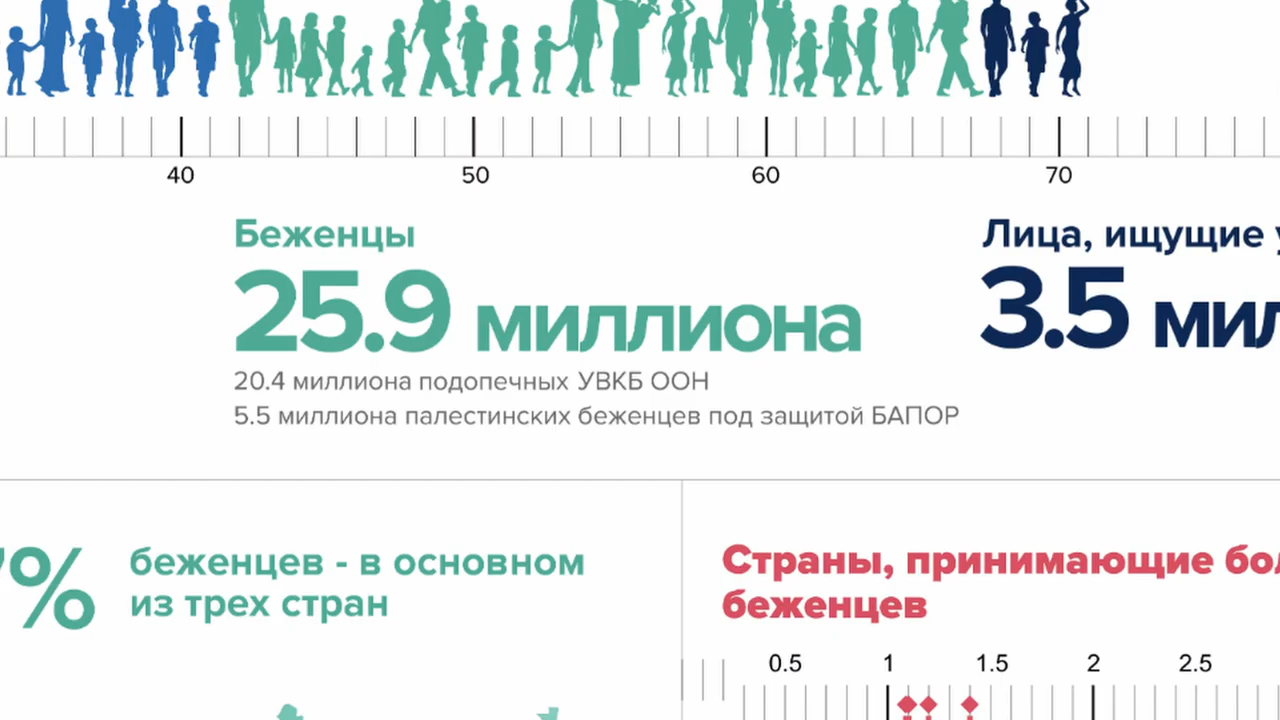 40 50 60 70
Беженцы
25.9 миллиона
20.4 миллиона подопечных УВКБ ООН
5.5 миллиона палестинских беженцев под защитой БАПОР
Лица, ищущие
3.5
% беженцев - в основном
из трех стран
Страны, принимающие
беженцев
0.5 1 1.5 2 2.5